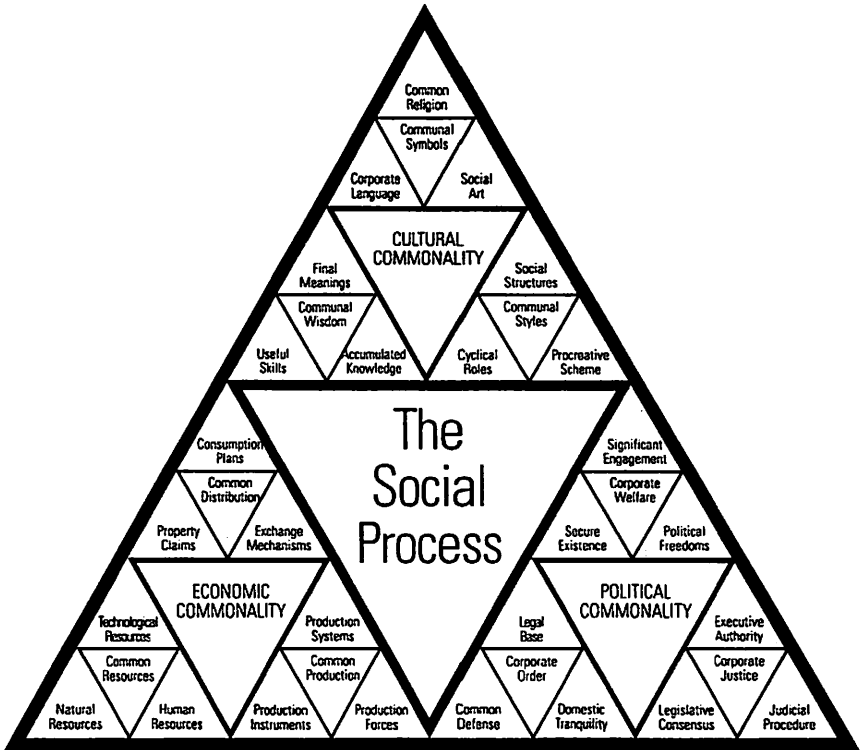 Common
Religion
Communal
Symbols
Corporate
Language
Social
Art
CULTURAL
COMMONALITY
Final
Meanings
Social
Structures
Communal
Wisdom
Communal
Styles
Useful
Skills
Accumulated
Knowledge
Cyclical
Roles
Procreative
Scheme
The
Social
Process
Consumption
Plans
Significant
Engagement
Common
Distribution
Corporate
Welfare
Property
Claims
Exchange
Mechanisms
Secure
Existence
Political
Freedoms
ECONOMIC
COMMONALITY
POLITICAL
COMMONALITY
Technological
Resources
Production
Systems
Legal
Base
Executive
Authority
Common
Resources
Common
Production
Corporate
Order
Corporate
Justice
Natural
Resources
Human
Resources
Production
Instruments
Production
Forces
Common
Defense
Domestic
Tranquility
Legislative
Consensus
Judicial
Procedure